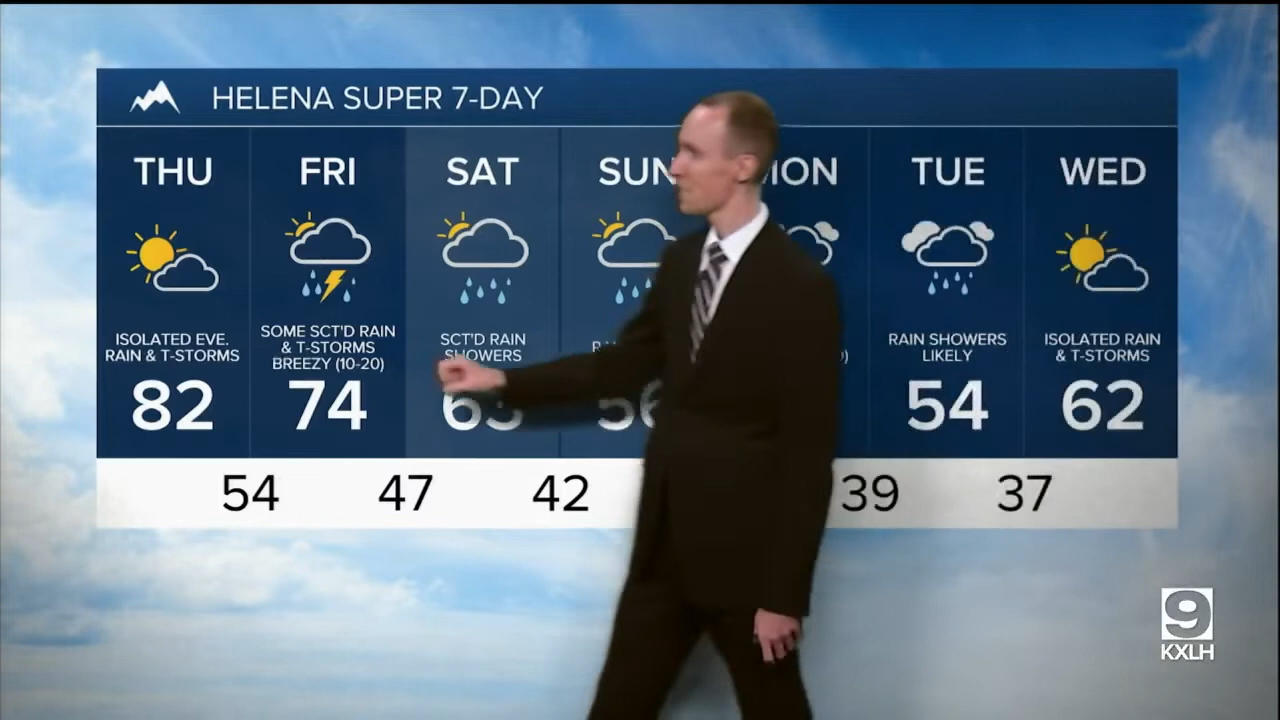 HELENA SUPER 7-DAY
THU
FRI
SAT
SUN
TUE
WED
ISOLATED EVE.
RAIN & T-STORMS
SOME SCT'D RAIN
& T-STORMS
BREEZY (10-20)
SCT'D RAIN
SHOWERS
RAIN SHOWERS
LIKELY
ISOLATED RAIN
& T-STORMS
82
74
54
62
54
47
42
39
37
9
KXLH